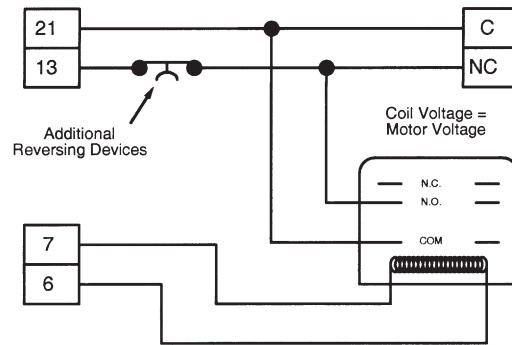 21
C
13
NC
Additional
Reversing Devices
Coil Voltage =
Motor Voltage
N.C.
N.O.
COM
7
6